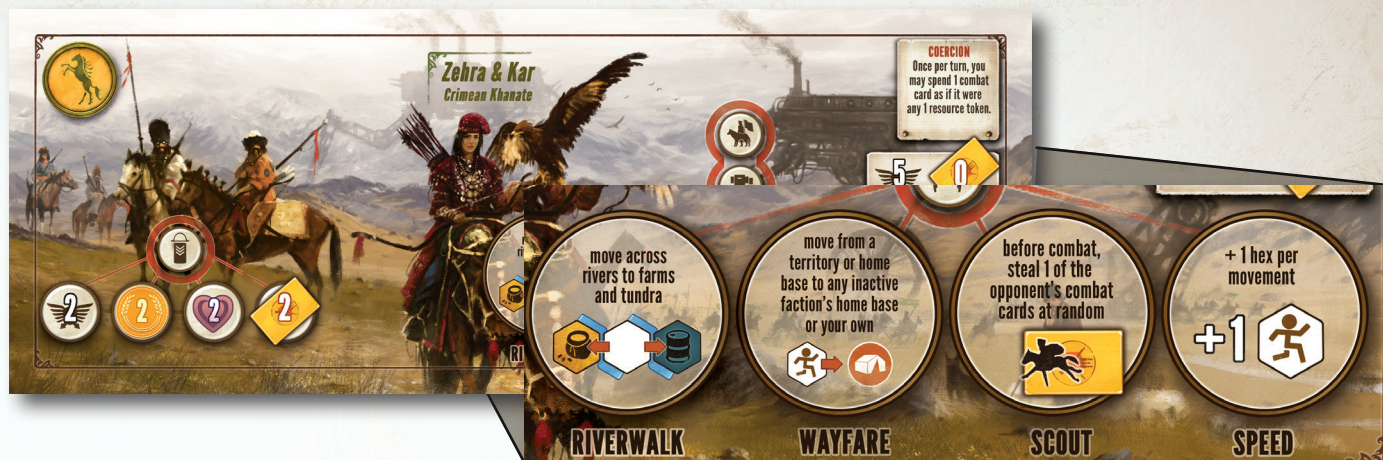 Zehra & Kar
Crimean Khanate
COERCION
Once per turn, you
may spend 1 combat
card as if it were
any 1 resource token.
5 0
2 2 2 2
move across
rivers to farms
and tundra
RIVERWALK
move from a
territory or home
base to any inactive
faction's home base
or your own
WAYFARE
before combat,
steal 1 of the
opponent's combat
cards at random
SCOUT
+ 1 hex per
movement
+1
SPEED